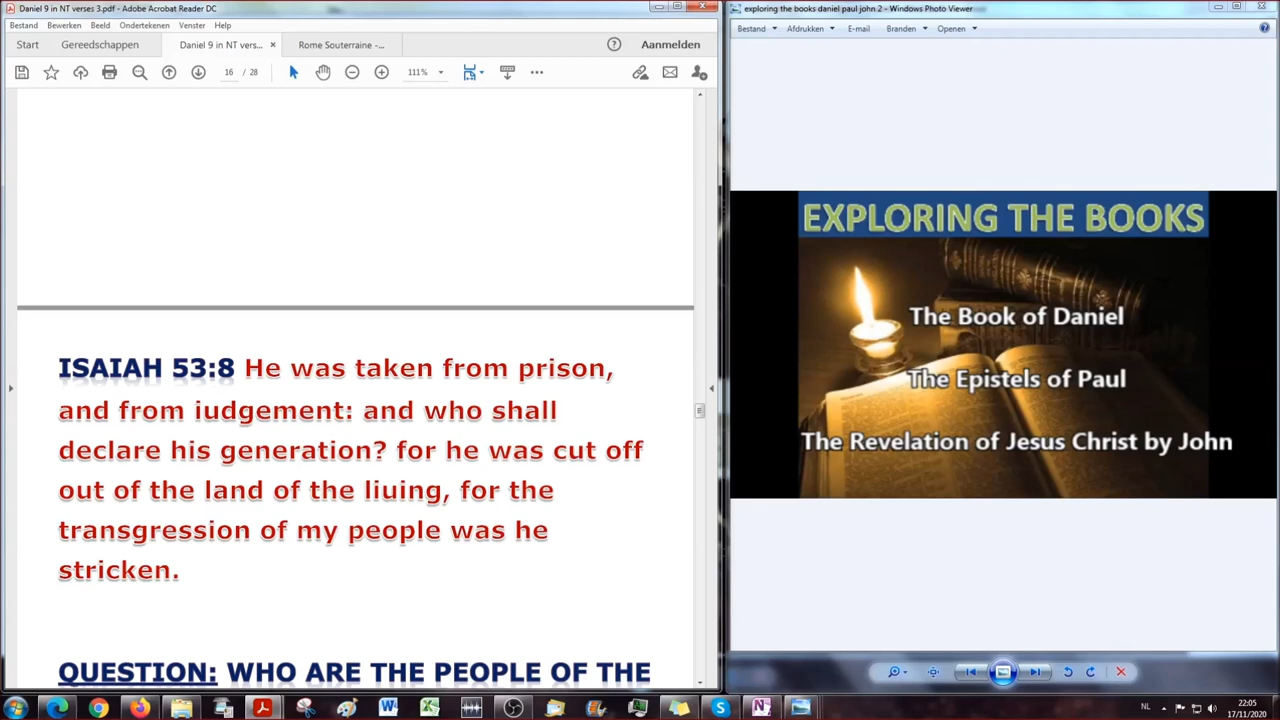 Daniel 9 in NT verses 3.pdf - Adobe Acrobat Reader DC
Bestand Bewerken Beeld Ondertekenen Venster Help
Start Gereedschappen Daniel 9 in NT vers... × Rome Souterraine -... Aanmelden
16 / 28 111%
ISAIAH 53:8 He was taken from prison,
and from iudgement: and who shall
declare his generation? for he was cut off
out of the land of the liuing, for the
transgression of my people was he
stricken.
QUESTION: WHO ARE THE PEOPLE OF THE
exploring the books daniel paul john 2 - Windows Photo Viewer
Bestand Afdrukken E-mail Branden Openen
EXPLORING THE BOOKS
The Book of Daniel
The Epistels of Paul
The Revelation of Jesus Christ by John
NL 22:05
17/11/2020